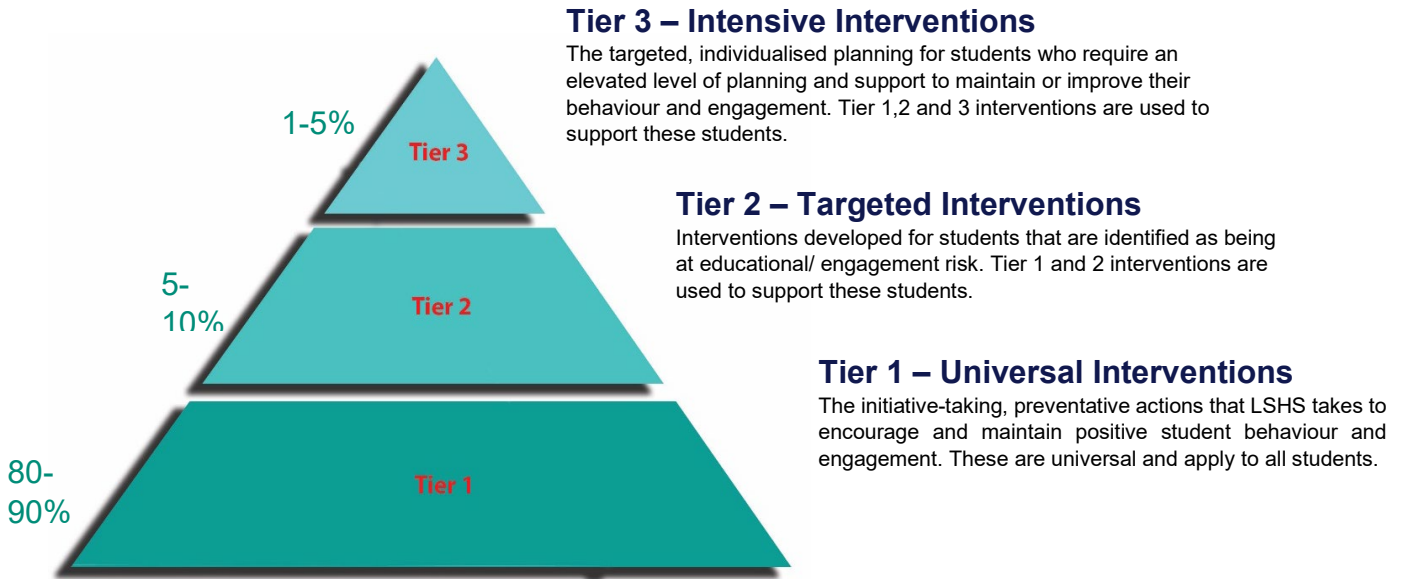 Tier 3 – Intensive Interventions
The targeted, individualised planning for students who require an
elevated level of planning and support to maintain or improve their
behaviour and engagement. Tier 1,2 and 3 interventions are used to
support these students.
1-5%
Tier 3
Tier 2 – Targeted Interventions
Interventions developed for students that are identified as being
at educational/ engagement risk. Tier 1 and 2 interventions are
used to support these students.
5-
10%
Tier 2
Tier 1 – Universal Interventions
The initiative-taking, preventative actions that LSHS takes to
encourage and maintain positive student behaviour and
engagement. These are universal and apply to all students.
80-
90%
Tier 1